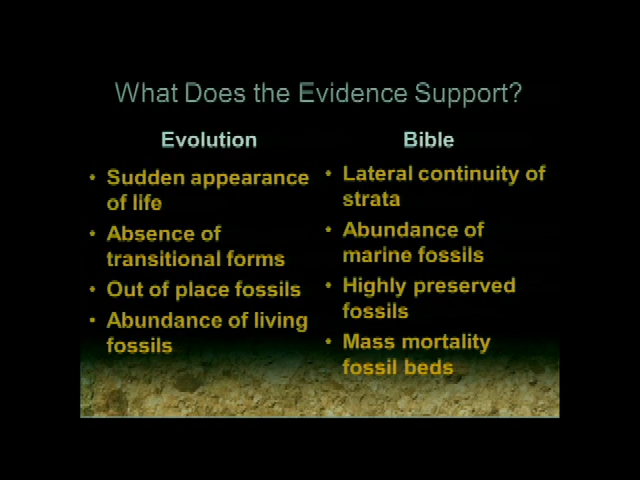 What Does the Evidence Support?
Evolution
• Sudden appearance
of life
• Absence of
transitional forms
• Out of place fossils
• Abundance of living
fossils
Bible
• Lateral continuity of
strata
• Abundance of
marine fossils
• Highly preserved
fossils
• Mass mortality
fossil beds